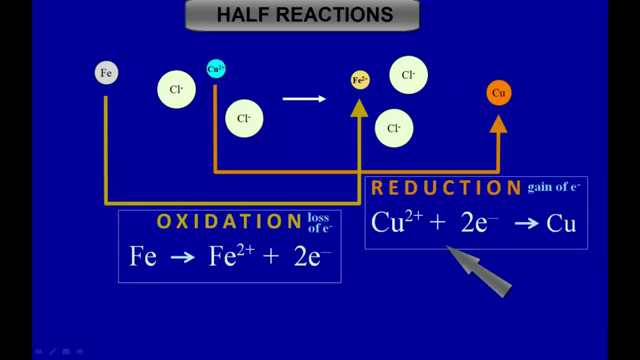 HALF REACTIONS
Fe
Cl⁻
Cu²⁺
Cl⁻
Fe²⁺
Cl⁻
Cl⁻
Cu
REDUCTION gain of e⁻
Cu²⁺ + 2e⁻ → Cu
OXIDATION loss of e⁻
Fe → Fe²⁺ + 2e⁻